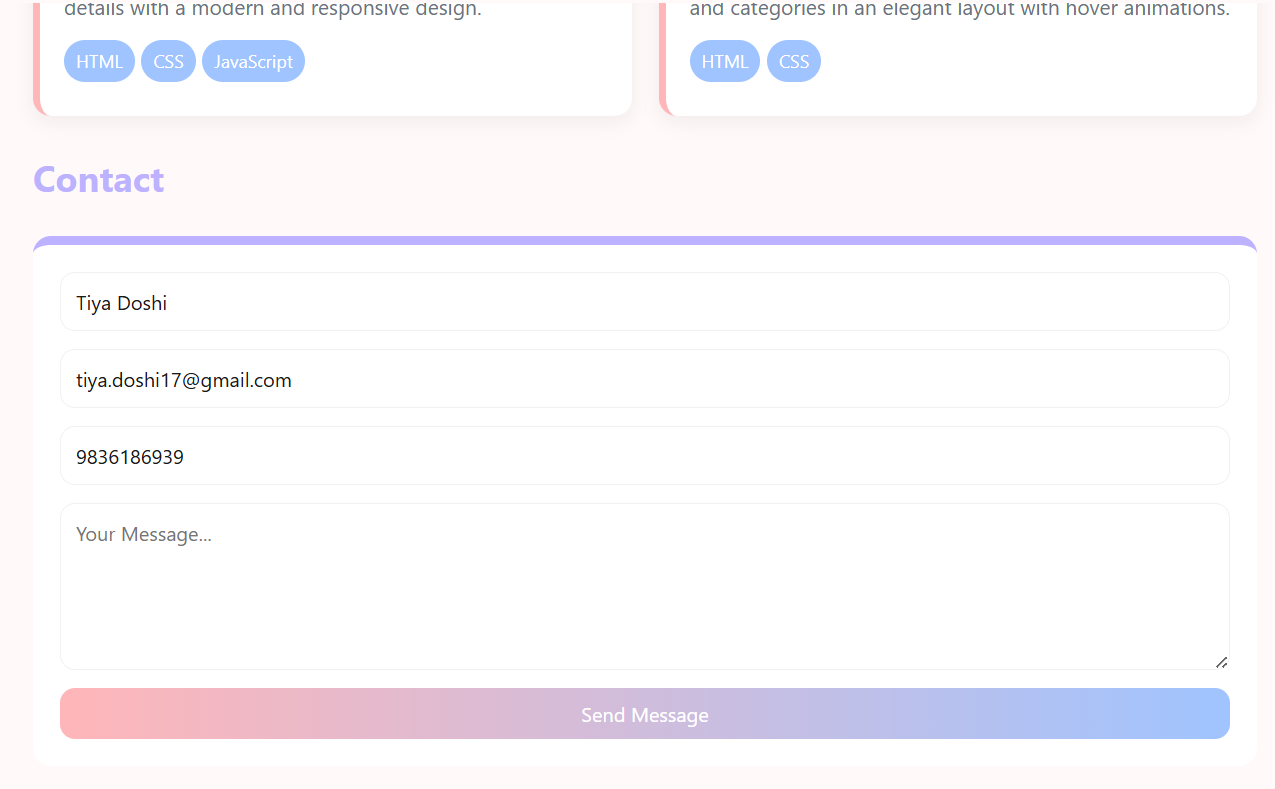 details with a modern and responsive design.
HTML CSS JavaScript
and categories in an elegant layout with hover animations.
HTML CSS
Contact
Tiya Doshi
tiya.doshi17@gmail.com
9836186939
Your Message...
Send Message